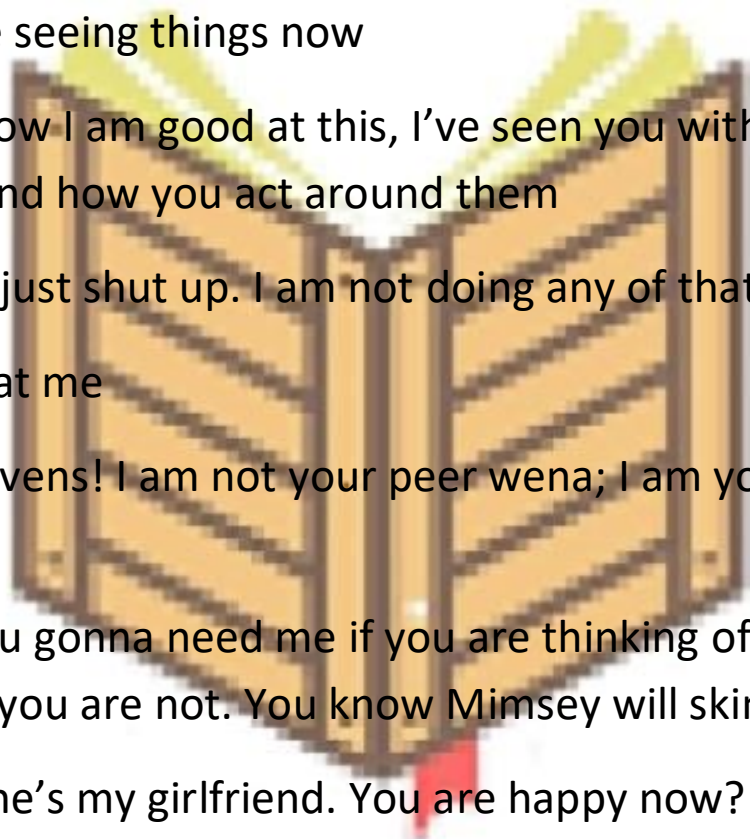 seeing things now
ow I am good at this, I’ve seen you with
nd how you act around them
just shut up. I am not doing any of that
at me
vens! I am not your peer wena; I am yo
u gonna need me if you are thinking of
you are not. You know Mimsey will skin
ne’s my girlfriend. You are happy now?